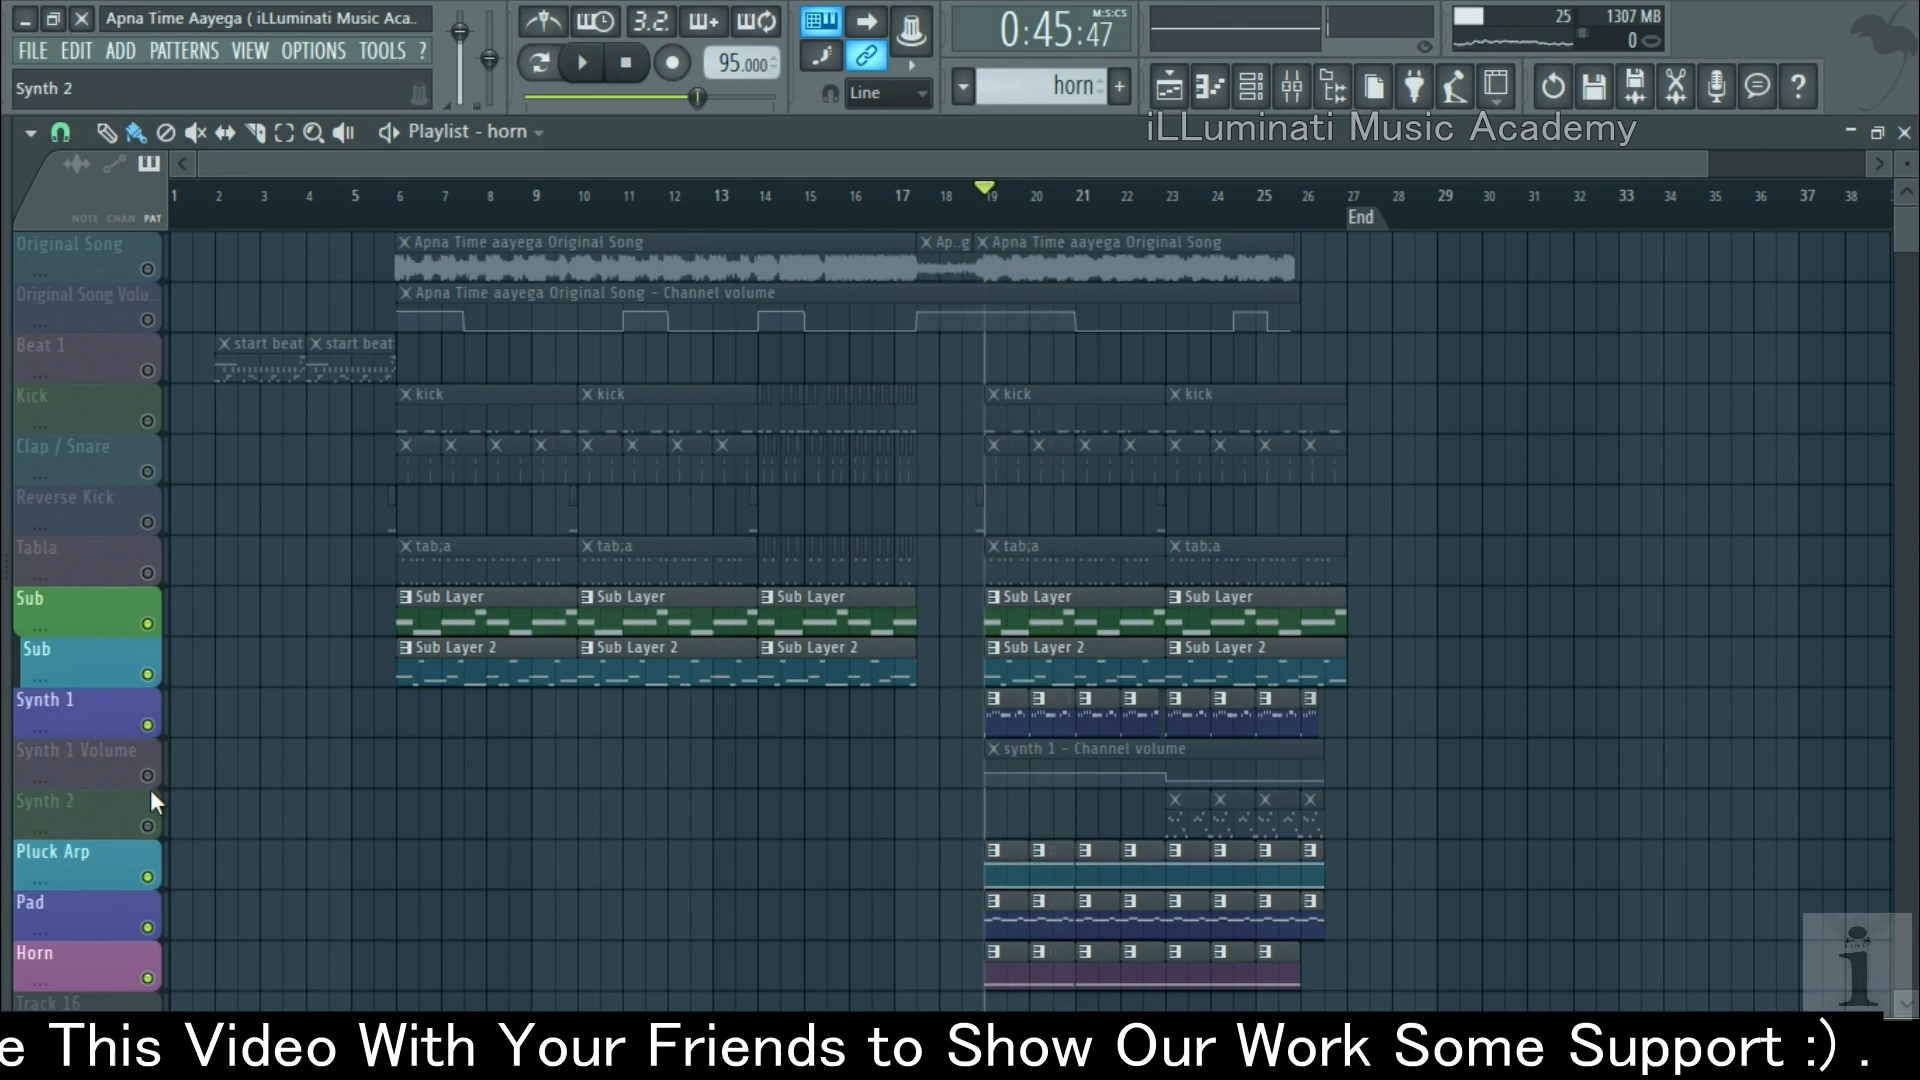 Apna Time Aayega ( iLLuminati Music Aca..
FILE EDIT ADD PATTERNS VIEW OPTIONS TOOLS ?
Synth 2
3.2.
95.000
Line
0:45:47
M:S:CS
horn
25
1307 MB
0
Playlist - horn
iLLuminati Music Academy
NOTE CHAN PAT
1 2 3 4 5 6 7 8 9 10 11 12 13 14 15 16 17 18 19 20 21 22 23 24 25 26 27 28 29 30 31 32 33 34 35 36 37 38
End
Original Song
Apna Time aayega Original Song
Ap..g
Apna Time aayega Original Song
Original Song Volu..
Apna Time aayega Original Song - Channel volume
Beat 1
start beat
start beat
Kick
kick
kick
kick
kick
Clap / Snare
Reverse Kick
Tabla
tab;a
tab;a
tab;a
tab;a
Sub
Sub Layer
Sub Layer
Sub Layer
Sub Layer
Sub Layer
Sub
Sub Layer 2
Sub Layer 2
Sub Layer 2
Sub Layer 2
Sub Layer 2
Synth 1
Synth 1 Volume
synth 1 - Channel volume
Synth 2
Pluck Arp
Pad
Horn
Track 16
e This Video With Your Friends to Show Our Work Some Support :) .